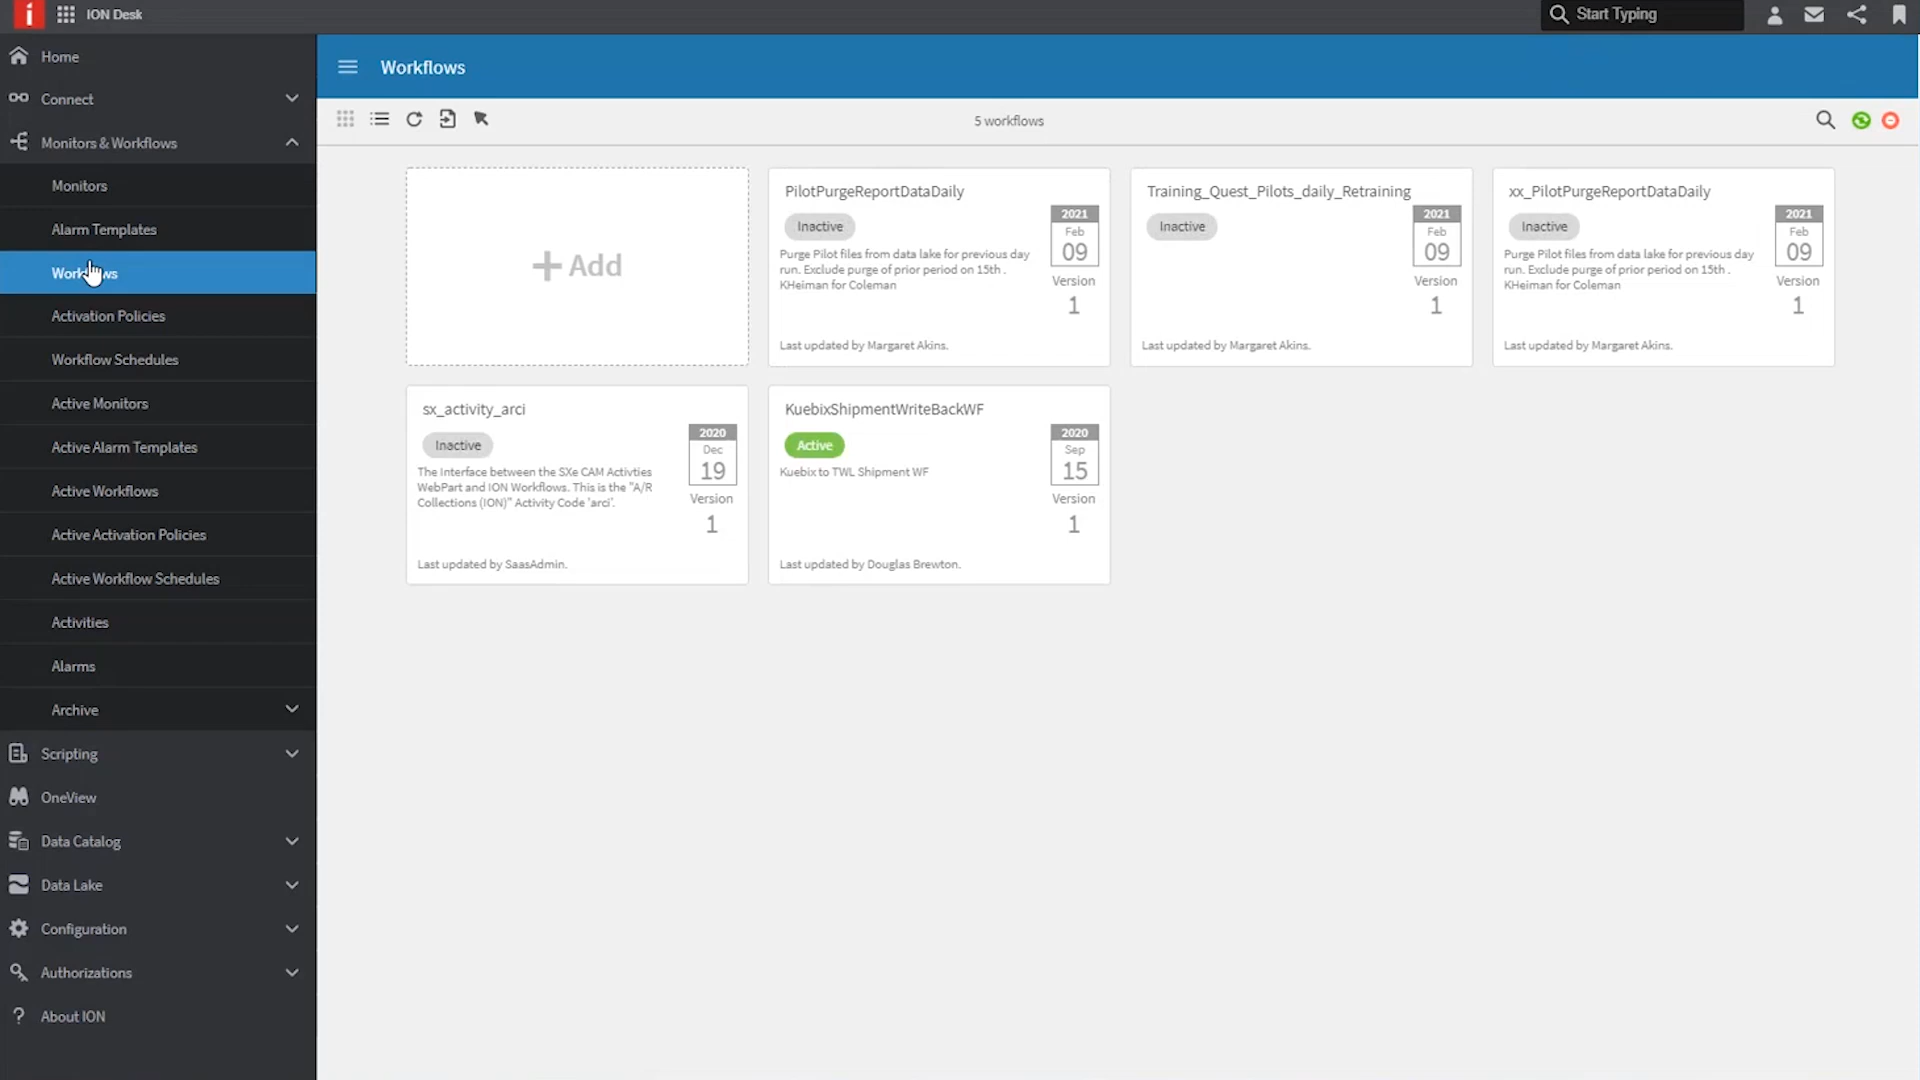 i ION Desk
Start Typing
Home
Connect
Monitors & Workflows
Monitors
Alarm Templates
Workflows
Activation Policies
Workflow Schedules
Active Monitors
Active Alarm Templates
Active Workflows
Active Activation Policies
Active Workflow Schedules
Activities
Alarms
Archive
Scripting
OneView
Data Catalog
Data Lake
Configuration
Authorizations
? About ION
Workflows
5 workflows
+ Add
PilotPurgeReportDataDaily
Inactive
Purge Pilot files from data lake for previous day
run. Exclude purge of prior period on 15th .
KHeiman for Coleman
Last updated by Margaret Akins.
2021
Feb
09
Version
1
Training_Quest_Pilots_daily_Retraining
Inactive
Last updated by Margaret Akins.
2021
Feb
09
Version
1
xx_PilotPurgeReportDataDaily
Inactive
Purge Pilot files from data lake for previous day
run. Exclude purge of prior period on 15th .
KHeiman for Coleman
Last updated by Margaret Akins.
2021
Feb
09
Version
1
sx_activity_arci
Inactive
The Interface between the SXe CAM Activties
WebPart and ION Workflows. This is the "A/R
Collections (ION)" Activity Code 'arci'.
Last updated by SaasAdmin.
2020
Dec
19
Version
1
KuebixShipmentWriteBackWF
Active
Kuebix to TWL Shipment WF
Last updated by Douglas Brewton.
2020
Sep
15
Version
1